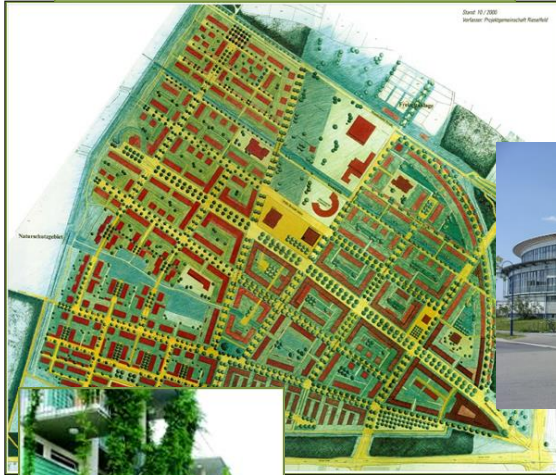 Stand: 10 / 2000
Verfasser: Projektgemeinschaft Rieselfeld
Naturschutzgebiet